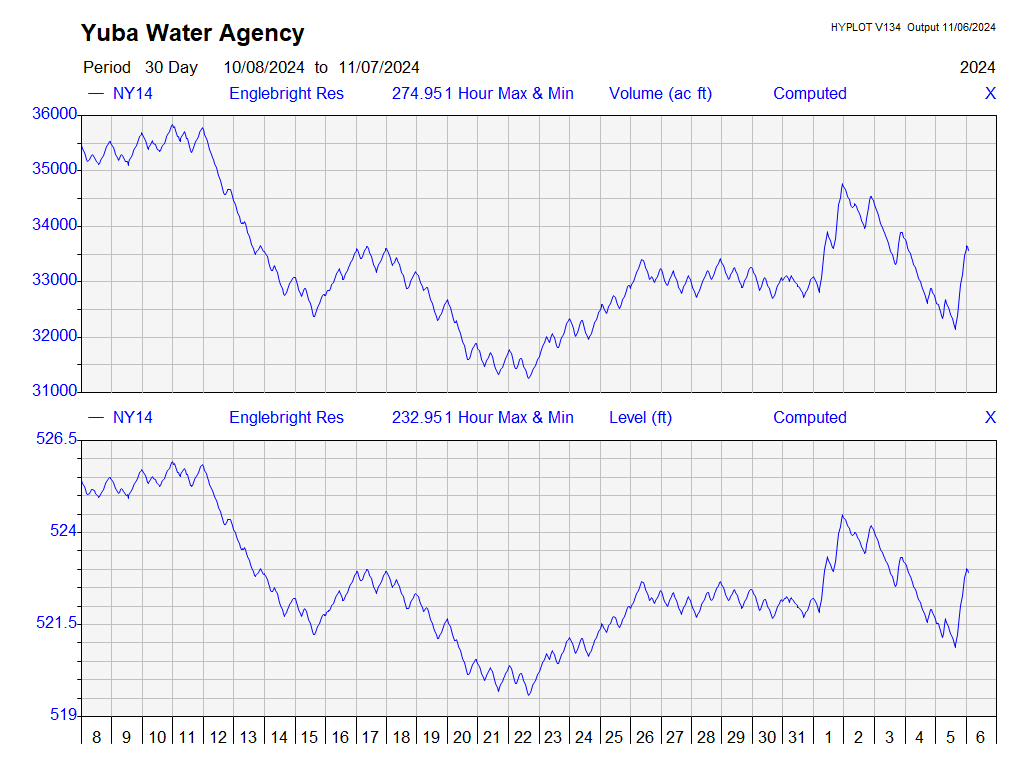 Yuba Water Agency
HYPLOT V134 Output 11/06/2024
Period 30 Day 10/08/2024 to 11/07/2024 2024
NY14 Englebright Res 274.951 Hour Max & Min Volume (ac ft) Computed X
36000
35000
34000
33000
32000
31000
NY14 Englebright Res 232.951 Hour Max & Min Level (ft) Computed X
526.5
524
521.5
519
8 9 10 11 12 13 14 15 16 17 18 19 20 21 22 23 24 25 26 27 28 29 30 31 1 2 3 4 5 6